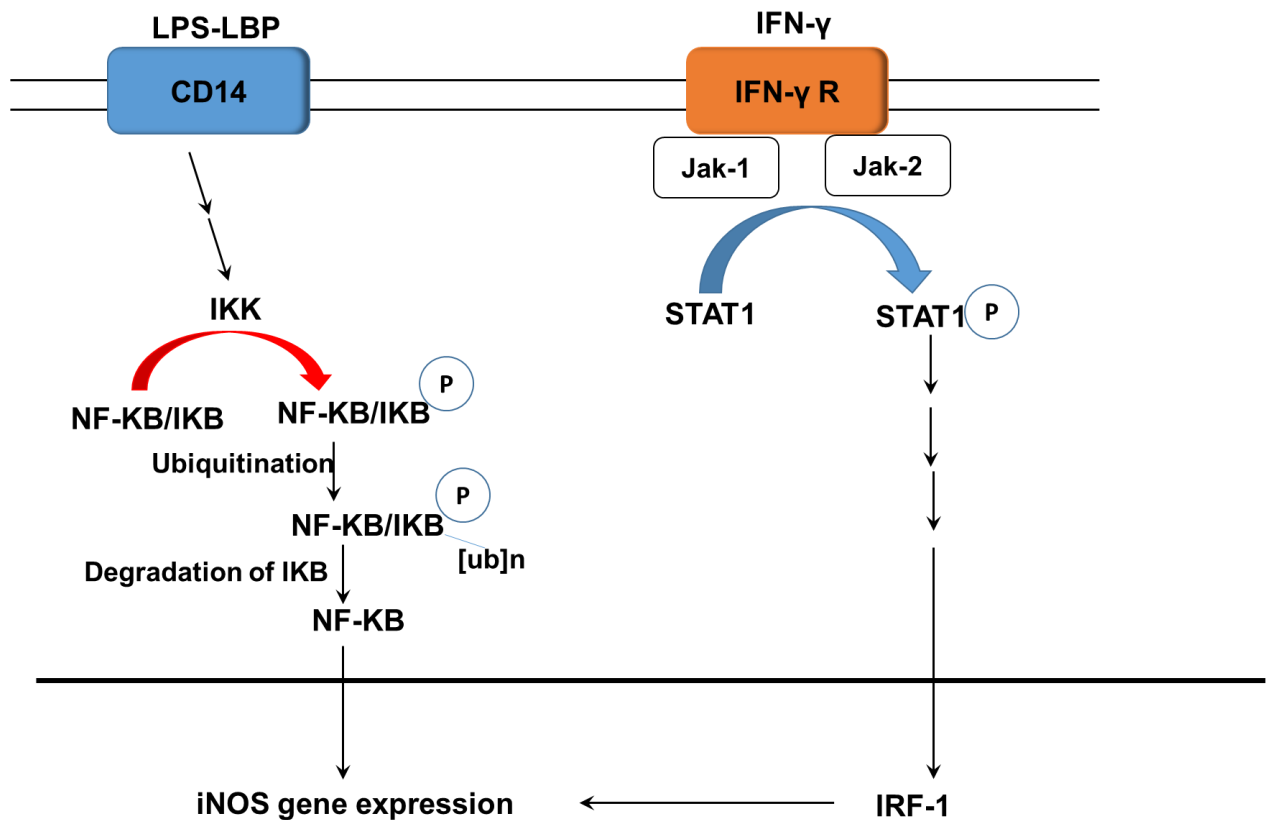 LPS-LBP
IFN-γ
CD14
IFN-γ R
Jak-1
Jak-2
IKK
STAT1
STAT1
P
NF-KB/IKB
NF-KB/IKB
P
Ubiquitination
NF-KB/IKB
P
[ub]n
Degradation of IKB
NF-KB
iNOS gene expression
IRF-1